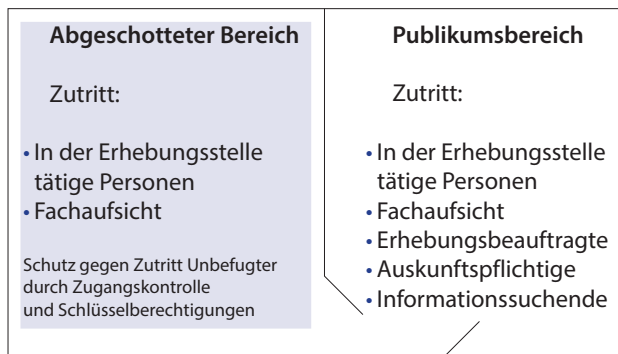 Abgeschotteter Bereich
Zutritt:
• In der Erhebungsstelle
tätige Personen
• Fachaufsicht
Schutz gegen Zutritt Unbefugter
durch Zugangskontrolle
und Schlüsselberechtigungen
Publikumsbereich
Zutritt:
• In der Erhebungsstelle
tätige Personen
• Fachaufsicht
• Erhebungsbeauftragte
• Auskunftspflichtige
• Informationssuchende